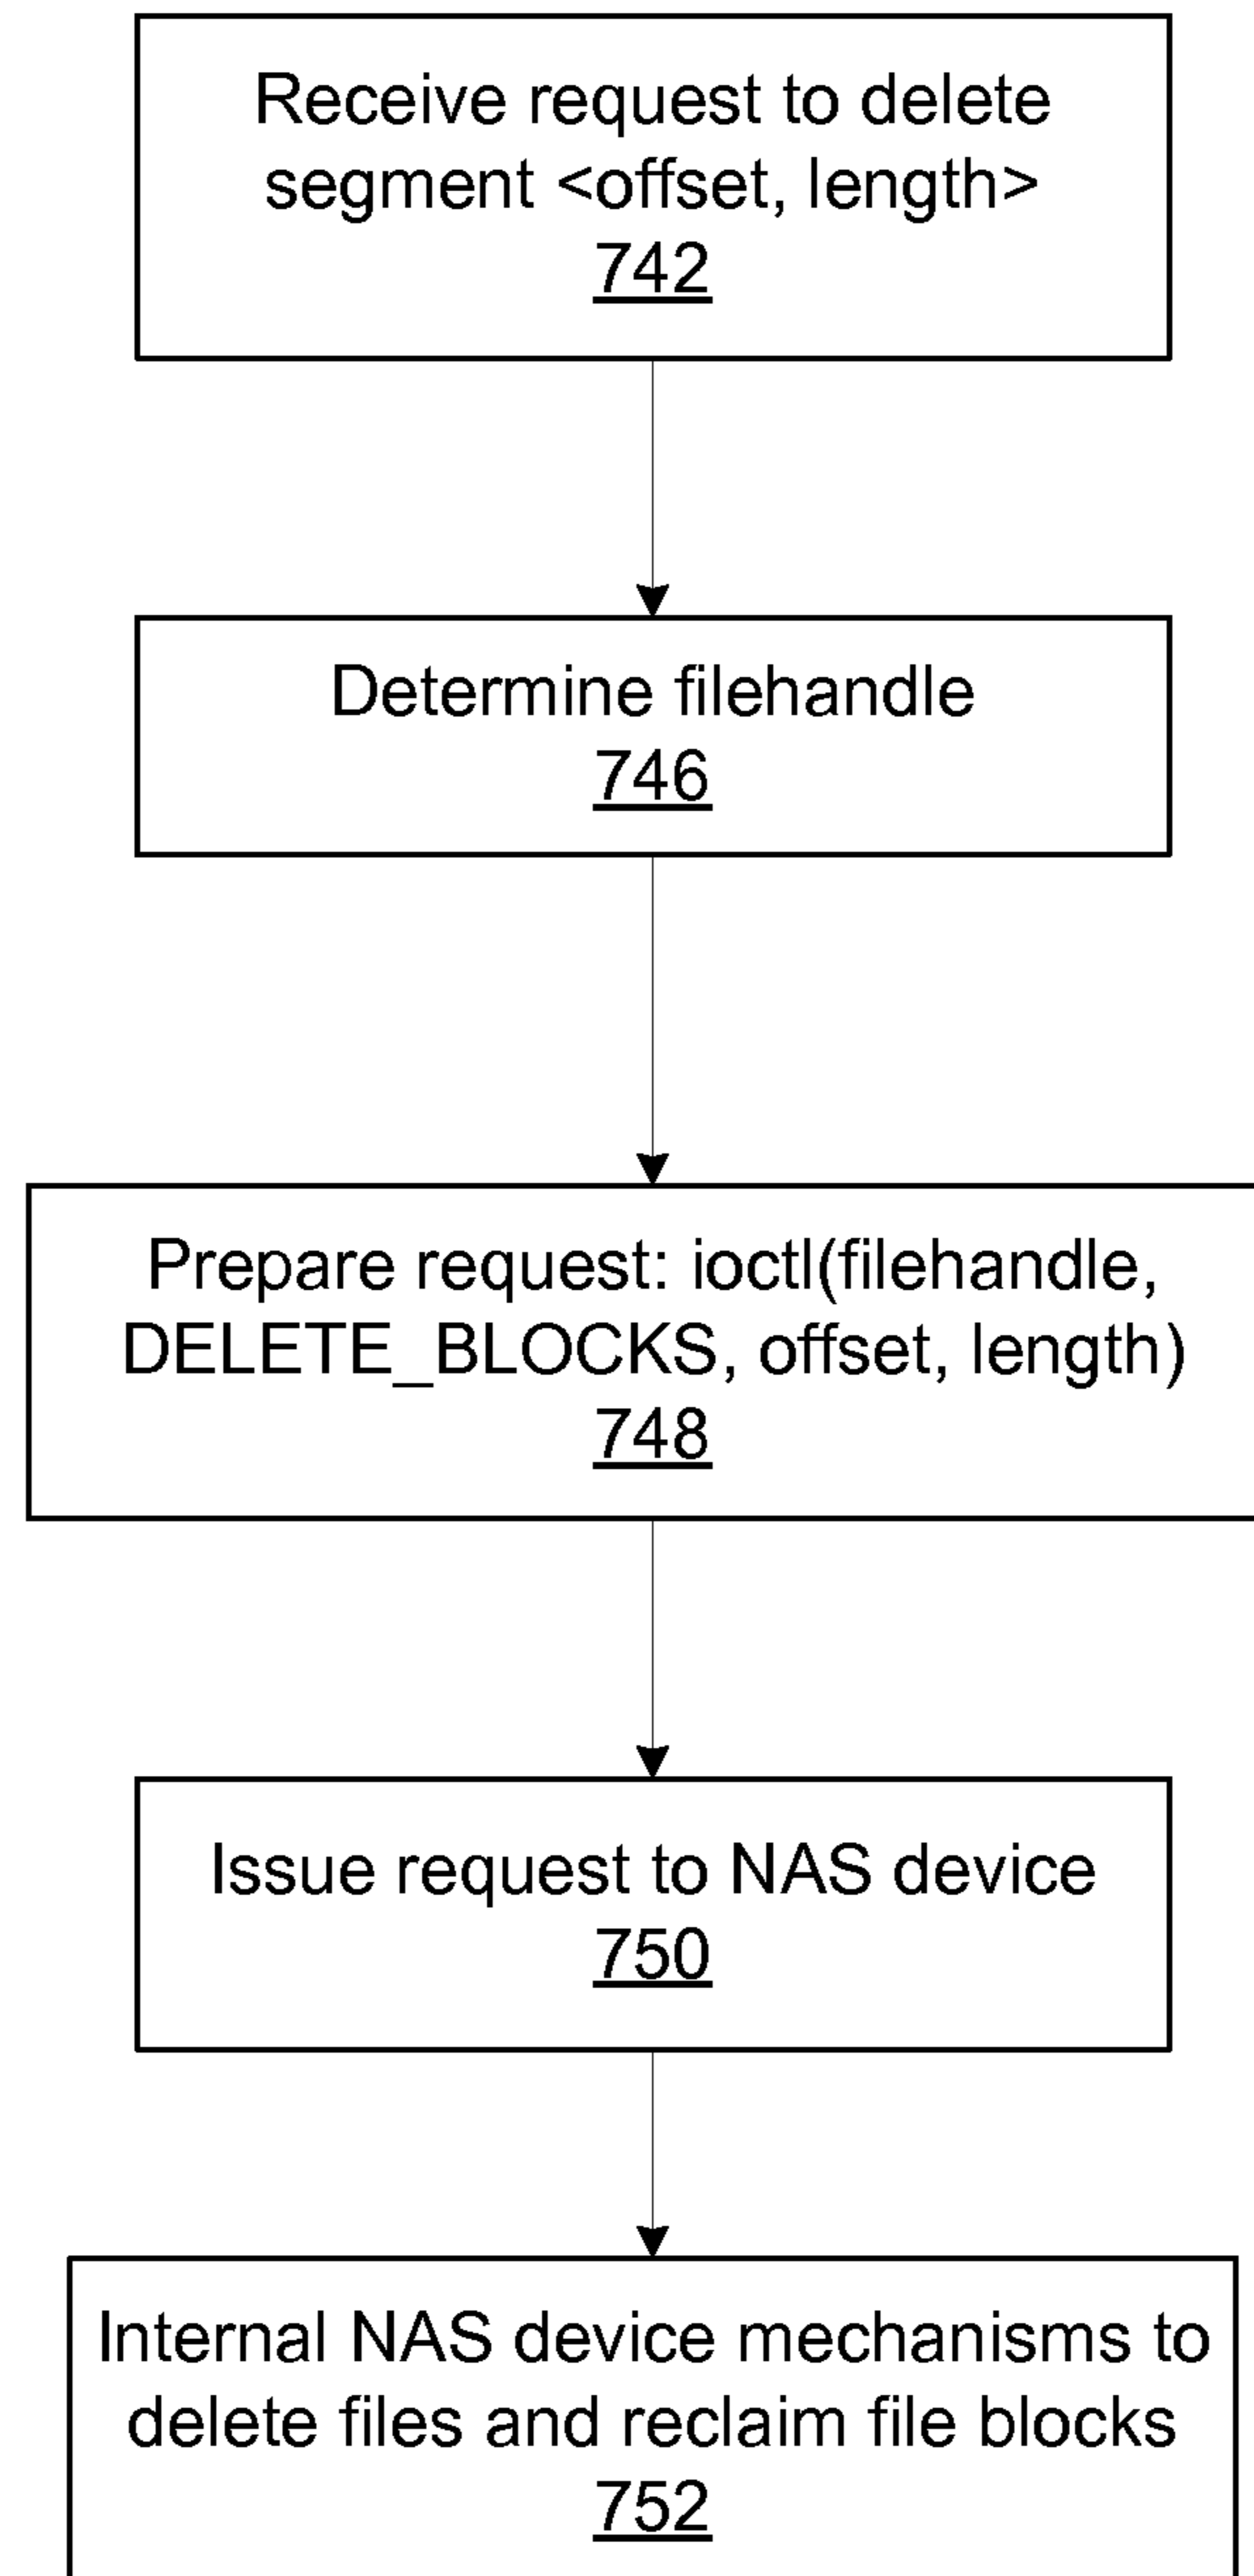 Receive request to delete
segment <offset, length>
742
Determine filehandle
746
Prepare request: ioctl(filehandle,
DELETE_BLOCKS, offset, length)
748
Issue request to NAS device
750
Internal NAS device mechanisms to
delete files and reclaim file blocks
752